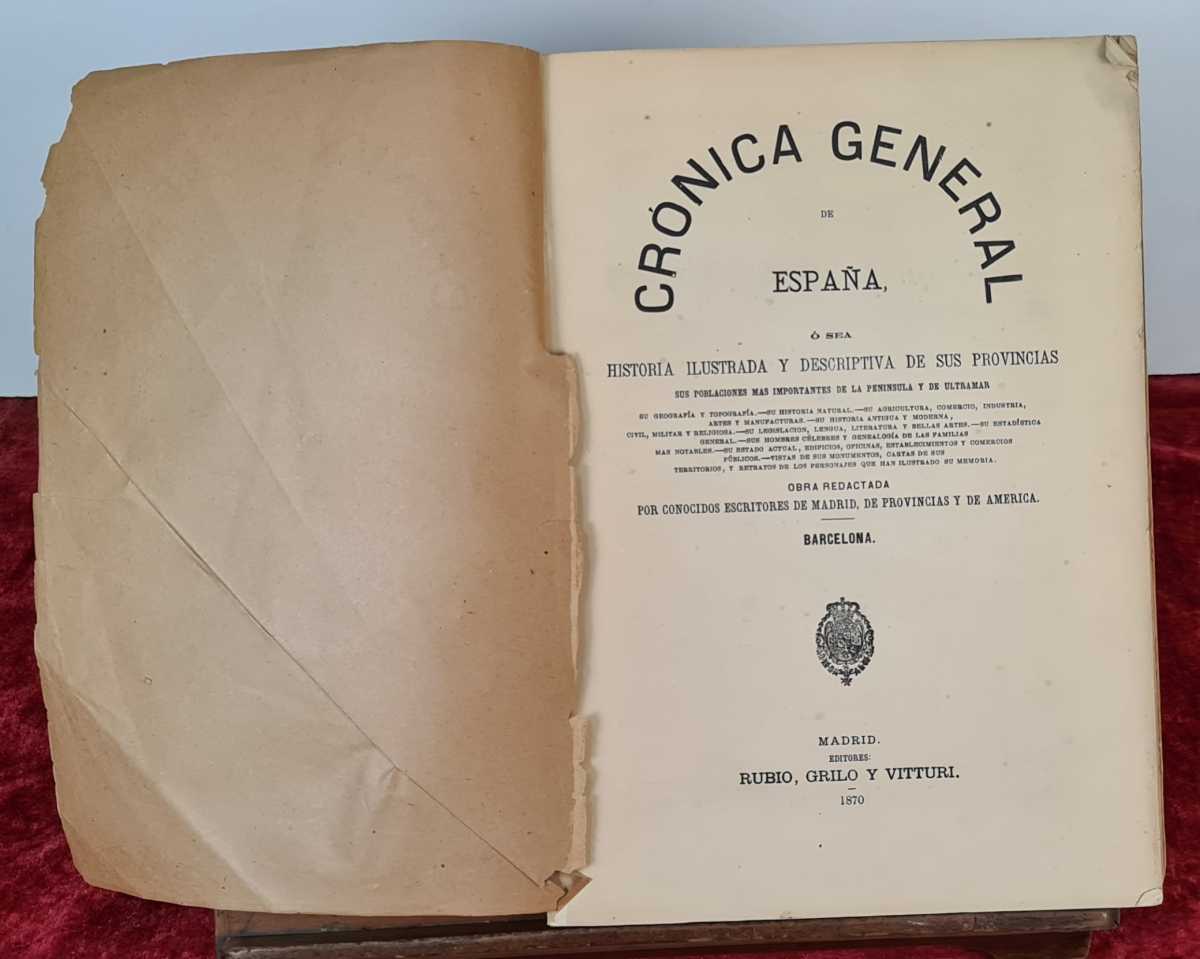 CRÓNICA GENERAL
DE
ESPAÑA,
Ó SEA
HISTORIA ILUSTRADA Y DESCRIPTIVA DE SUS PROVINCIAS
SUS POBLACIONES MAS IMPORTANTES DE LA PENINSULA Y DE ULTRAMAR
SU GEOGRAFÍA Y TOPOGRAFÍA.—SU HISTORIA NATURAL.—SU AGRICULTURA, COMERCIO, INDUSTRIA,
ARTES Y MANUFACTURAS.—SU HISTORIA ANTIGUA Y MODERNA,
CIVIL, MILITAR Y RELIGIOSA.—SU LEGISLACION, LENGUA, LITERATURA Y BELLAS ARTES.—SU ESTADÍSTICA
GENERAL.—SUS HOMBRES CÉLEBRES Y GENEALOGÍA DE LAS FAMILIAS
MAS NOTABLES.—SU ESTADO ACTUAL, EDIFICIOS, OFICINAS, ESTABLECIMIENTOS Y COMERCIOS
PÚBLICOS.—VISTAS DE SUS MONUMENTOS, CARTAS DE SUS
TERRITORIOS, Y RETRATOS DE LOS PERSONAJES QUE HAN ILUSTRADO SU MEMORIA.
OBRA REDACTADA
POR CONOCIDOS ESCRITORES DE MADRID, DE PROVINCIAS Y DE AMERICA.
BARCELONA.
MADRID.
EDITORES:
RUBIO, GRILO Y VITTURI.
1870